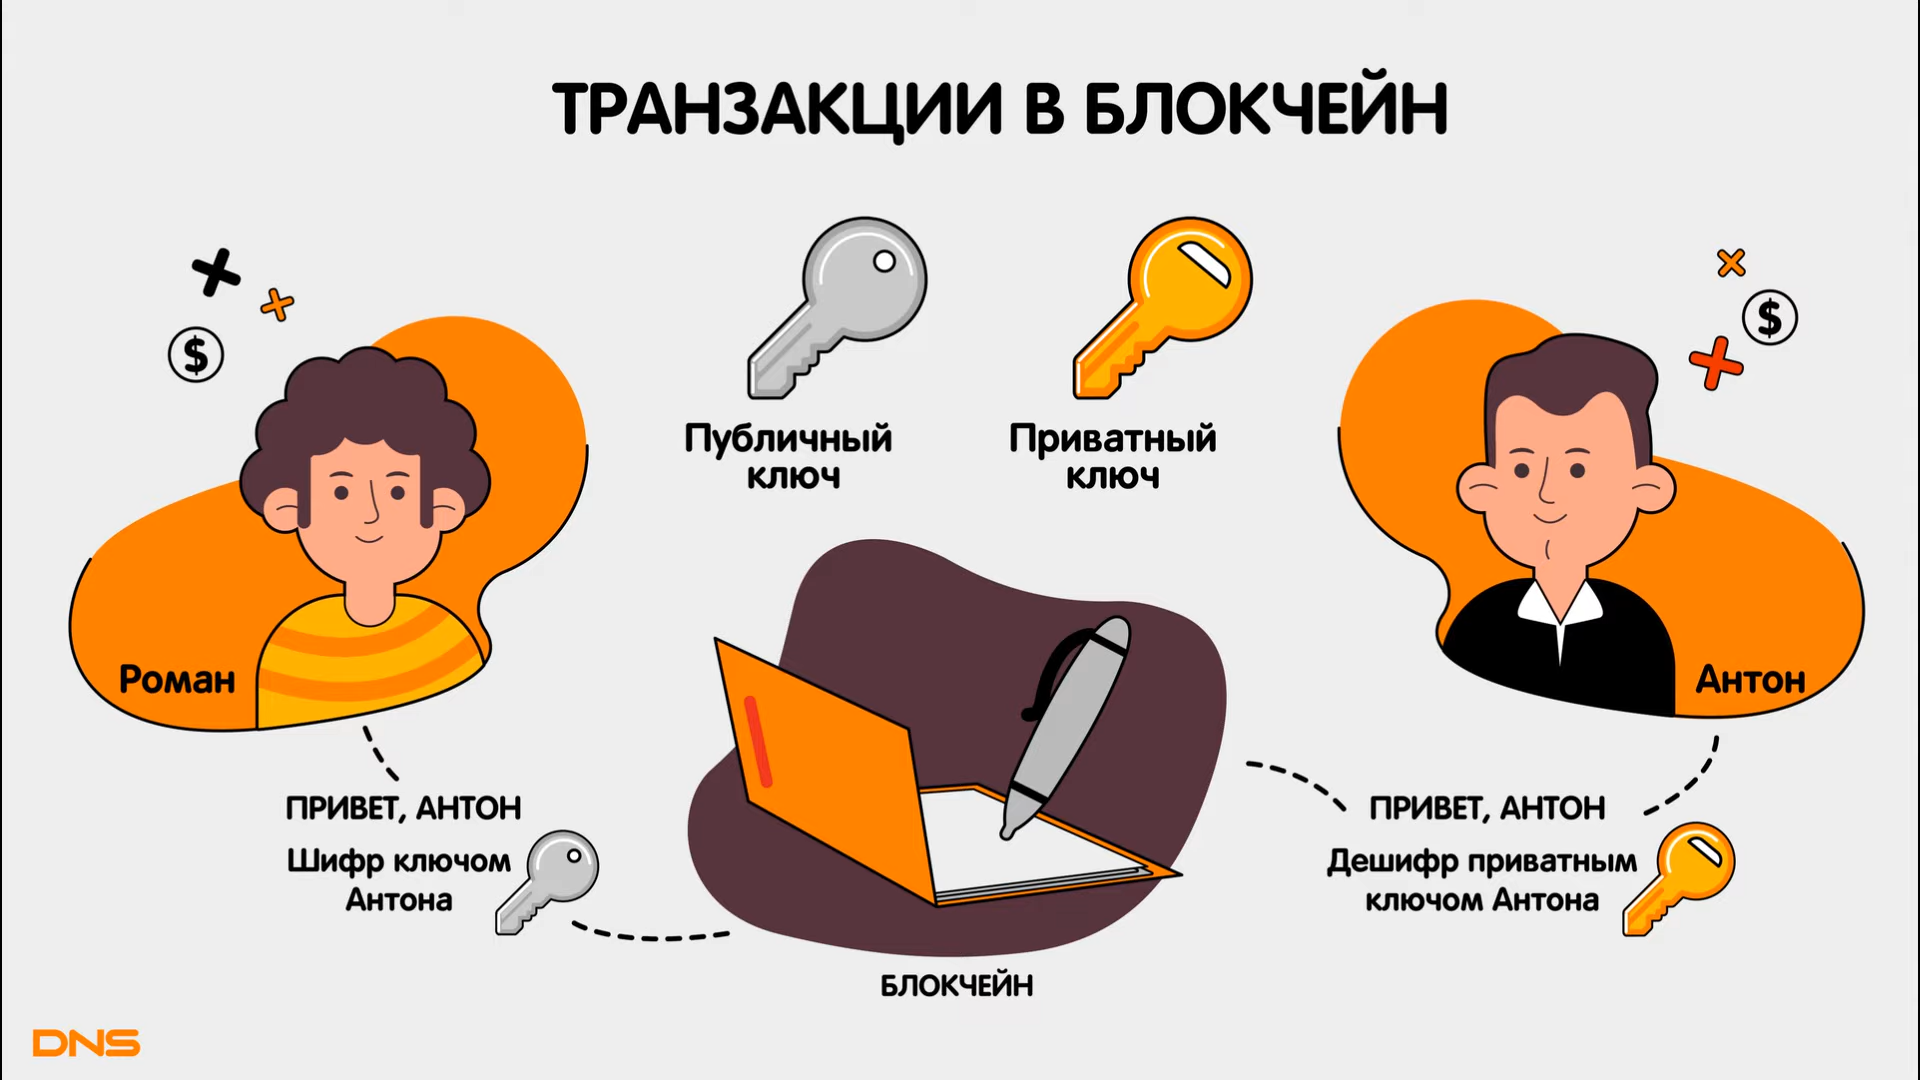 ТРАНЗАКЦИИ В БЛОКЧЕЙН
$
$
Публичный
ключ
Приватный
ключ
Роман
Антон
ПРИВЕТ, АНТОН
Шифр ключом
Антона
ПРИВЕТ, АНТОН
Дешифр приватным
ключом Антона
БЛОКЧЕЙН
DNS